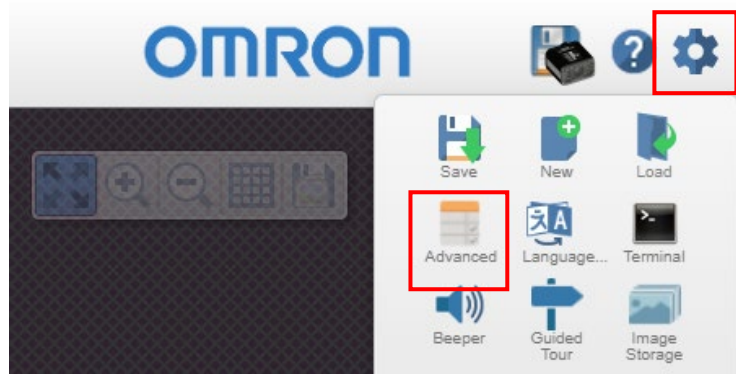 OMRON
Save New Load
Advanced Language... Terminal
Beeper Guided Tour Image Storage